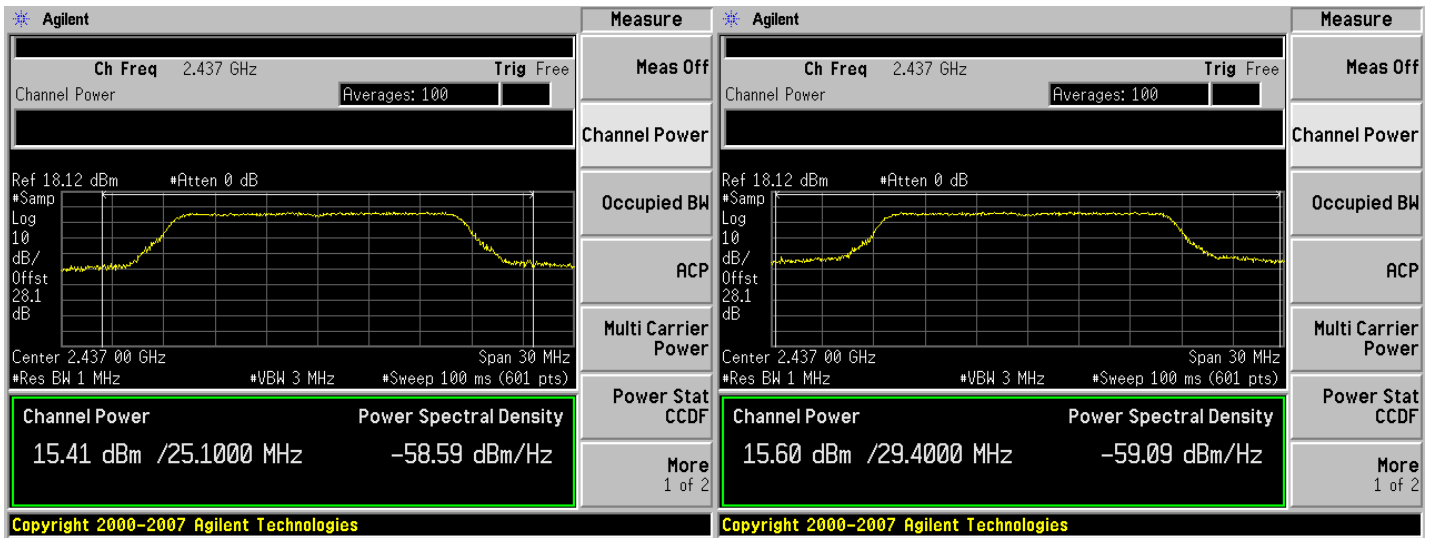 Agilent
Measure
Ch Freq 2.437 GHz
Trig Free
Channel Power
Averages: 100
Ref 18.12 dBm #Atten 0 dB
#Samp
Log
10
dB/
Offst
28.1
dB
Center 2.437 00 GHz
Span 30 MHz
#Res BW 1 MHz #VBW 3 MHz #Sweep 100 ms (601 pts)
Channel Power
Power Spectral Density
15.41 dBm /25.1000 MHz
-58.59 dBm/Hz
Copyright 2000-2007 Agilent Technologies
Meas Off
Channel Power
Occupied BW
ACP
Multi Carrier
Power
Power Stat
CCDF
More
1 of 2
Agilent
Measure
Ch Freq 2.437 GHz
Trig Free
Channel Power
Averages: 100
Ref 18.12 dBm #Atten 0 dB
#Samp
Log
10
dB/
Offst
28.1
dB
Center 2.437 00 GHz
Span 30 MHz
#Res BW 1 MHz #VBW 3 MHz #Sweep 100 ms (601 pts)
Channel Power
Power Spectral Density
15.60 dBm /29.4000 MHz
-59.09 dBm/Hz
Copyright 2000-2007 Agilent Technologies
Meas Off
Channel Power
Occupied BW
ACP
Multi Carrier
Power
Power Stat
CCDF
More
1 of 2